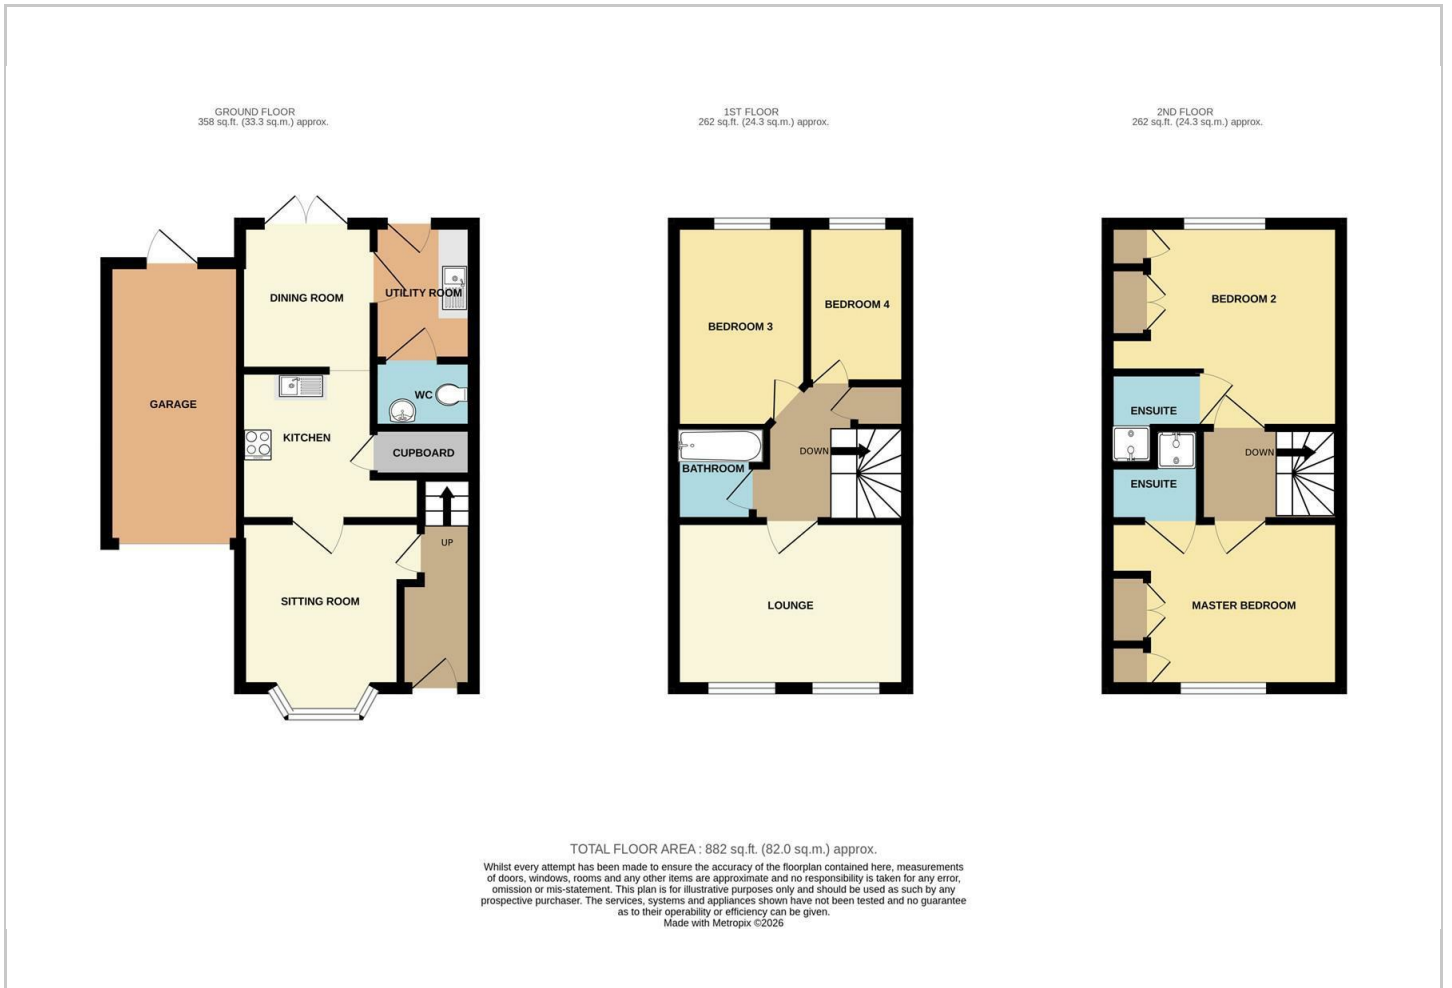 GROUND FLOOR
358 sq.ft. (33.3 sq.m.) approx.
1ST FLOOR
262 sq.ft. (24.3 sq.m.) approx.
2ND FLOOR
262 sq.ft. (24.3 sq.m.) approx.
DINING ROOM
UTILITY ROOM
GARAGE
WC
KITCHEN
CUPBOARD
UP
SITTING ROOM
BEDROOM 3
BEDROOM 4
DOWN
BATHROOM
LOUNGE
BEDROOM 2
ENSUITE
DOWN
ENSUITE
MASTER BEDROOM
TOTAL FLOOR AREA : 882 sq.ft. (82.0 sq.m.) approx.
Whilst every attempt has been made to ensure the accuracy of the floorplan contained here, measurements
of doors, windows, rooms and any other items are approximate and no responsibility is taken for any error,
omission or mis-statement. This plan is for illustrative purposes only and should be used as such by any
prospective purchaser. The services, systems and appliances shown have not been tested and no guarantee
as to their operability or efficiency can be given.
Made with Metropix ©2026